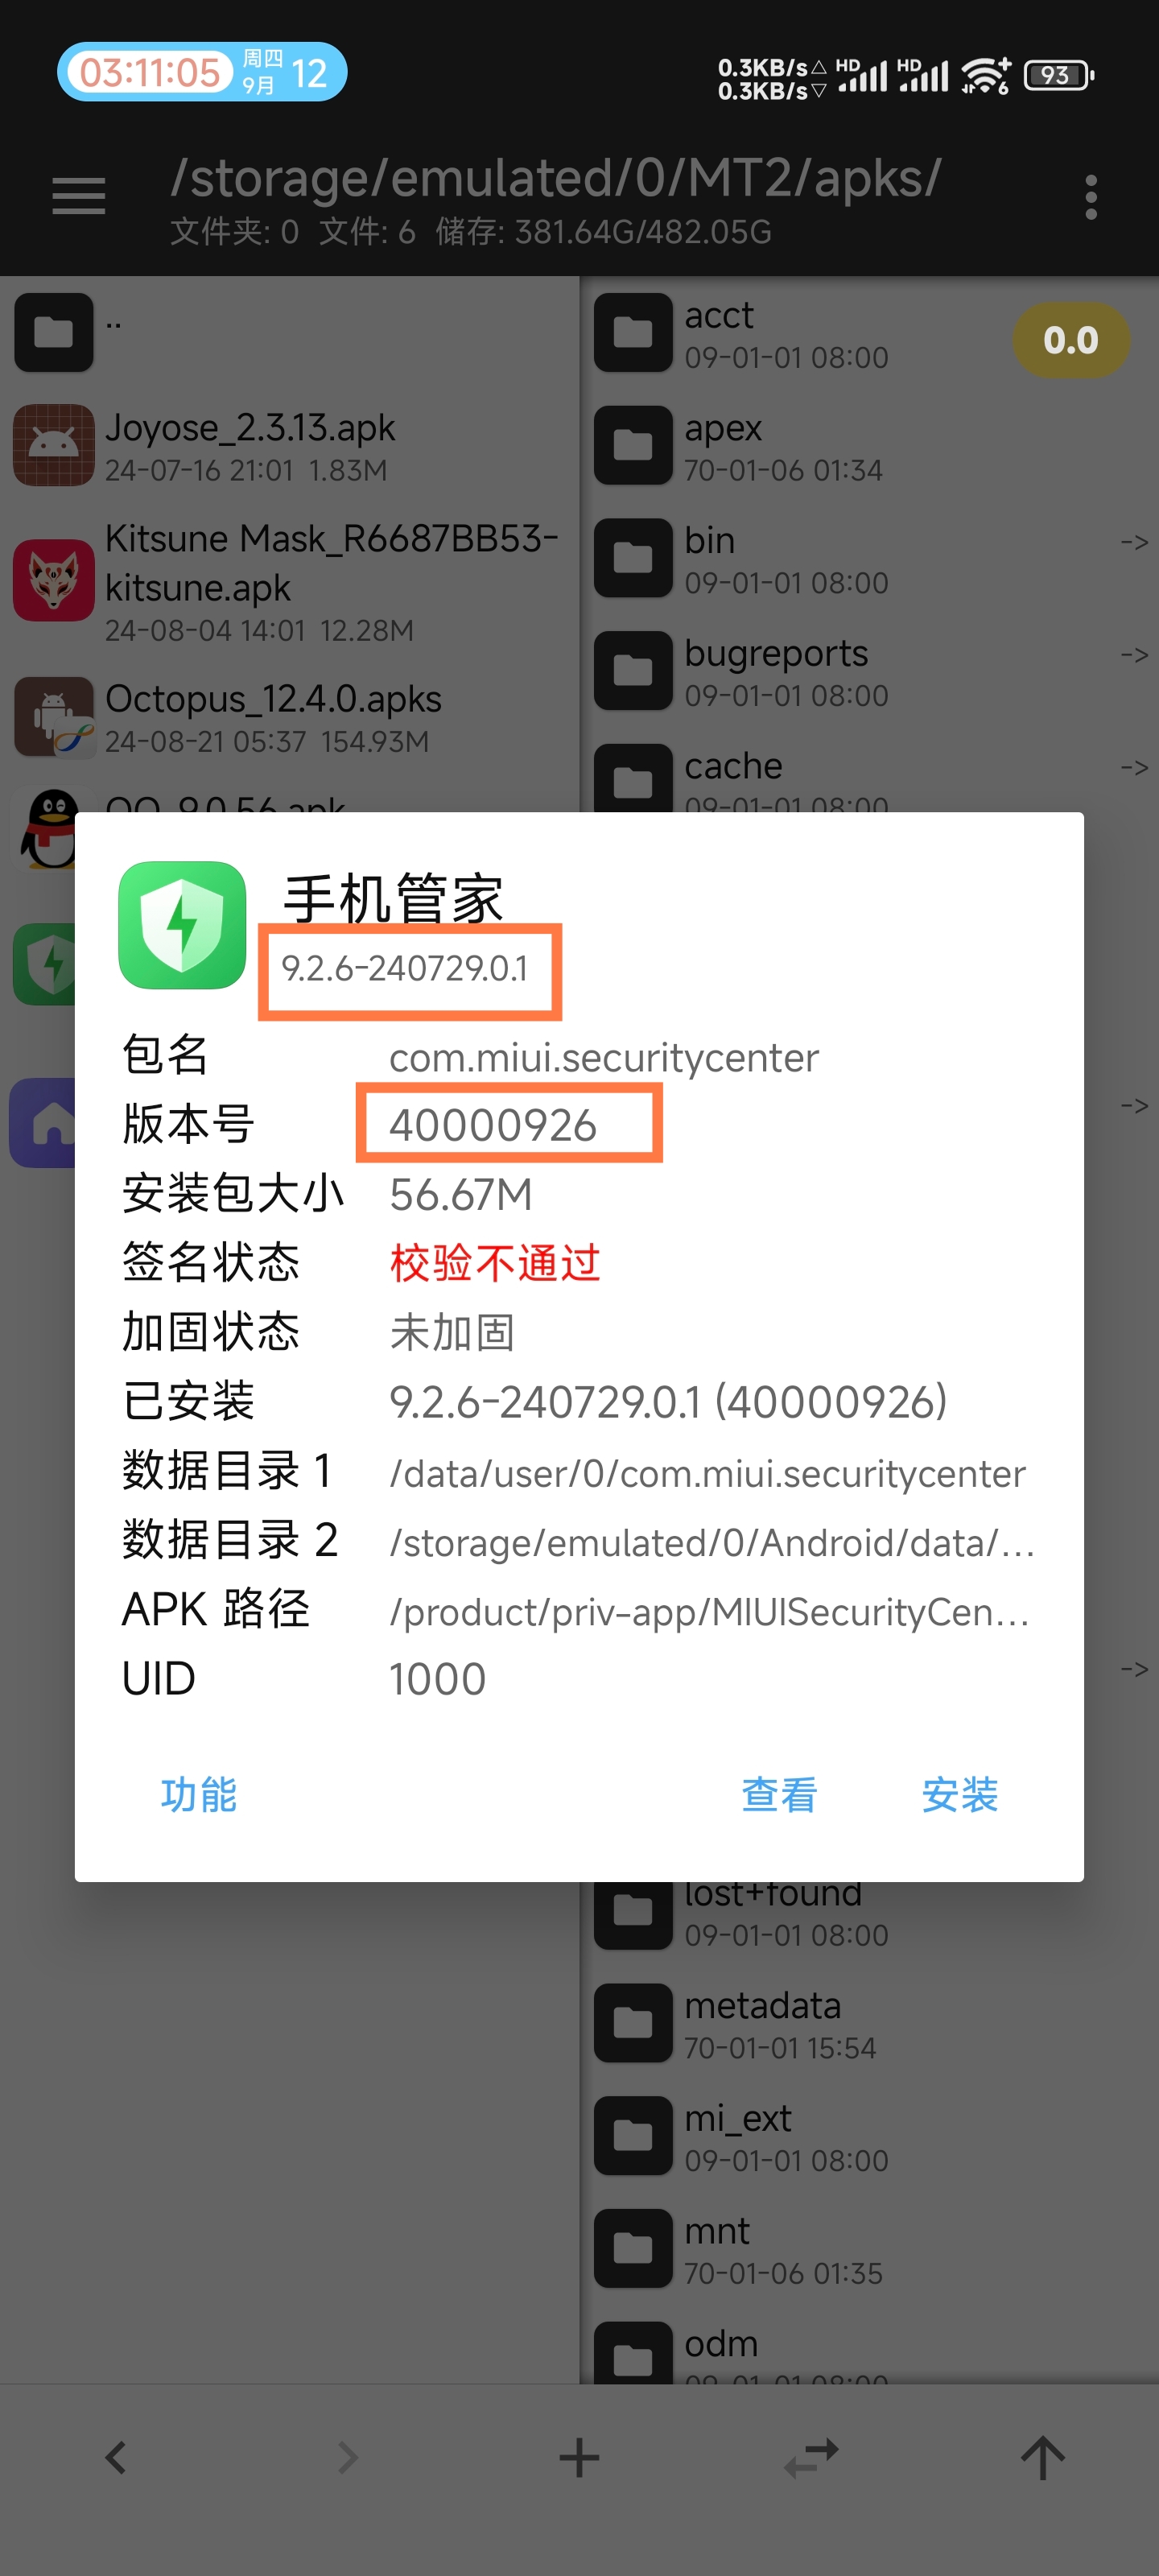 03:11:05 周四 9月 12
0.3KB/s HD HD 6 93
0.3KB/s
/storage/emulated/0/MT2/apks/
文件夹: 0 文件: 6 储存: 381.64G/482.05G
..
Joyose_2.3.13.apk
24-07-16 21:01 1.83M
Kitsune Mask_R6687BB53-
kitsune.apk
24-08-04 14:01 12.28M
Octopus_12.4.0.apks
24-08-21 05:37 154.93M
QQ_9.0.56.apk
acct
09-01-01 08:00
0.0
apex
70-01-06 01:34
bin
09-01-01 08:00
->
bugreports
09-01-01 08:00
->
cache
09-01-01 08:00
->
手机管家
9.2.6-240729.0.1
包名 com.miui.securitycenter
版本号 40000926
安装包大小 56.67M
签名状态 校验不通过
加固状态 未加固
已安装 9.2.6-240729.0.1 (40000926)
数据目录 1 /data/user/0/com.miui.securitycenter
数据目录 2 /storage/emulated/0/Android/data/...
APK 路径 /product/priv-app/MIUISecurityCen...
UID 1000
功能 查看 安装
->
->
lost+found
09-01-01 08:00
metadata
70-01-01 15:54
mi_ext
09-01-01 08:00
mnt
70-01-06 01:35
odm
09-01-01 08:00